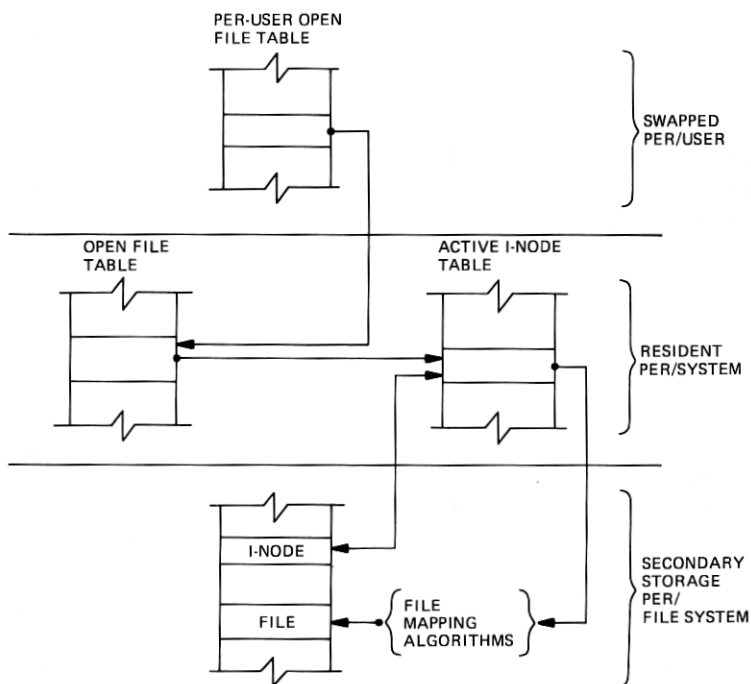 PER-USER OPEN
FILE TABLE
SWAPPED
PER/USER
OPEN FILE
TABLE
ACTIVE I-NODE
TABLE
RESIDENT
PER/SYSTEM
I-NODE
FILE
FILE
MAPPING
ALGORITHMS
SECONDARY
STORAGE
PER/
FILE SYSTEM